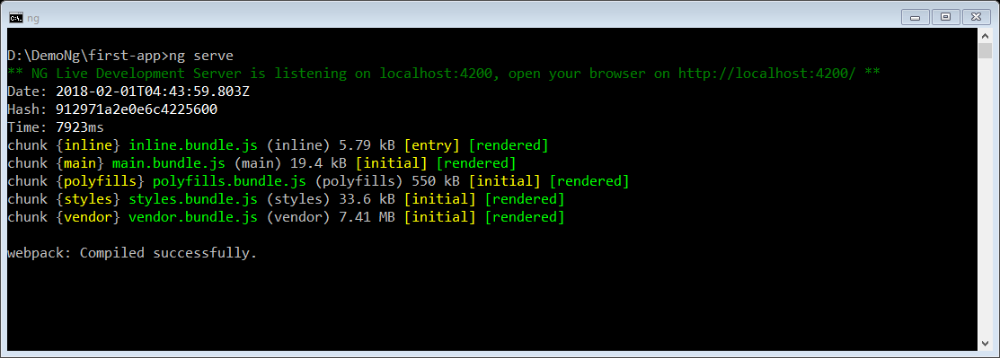 ng
D:\DemoNg\first-app>ng serve
** NG Live Development Server is listening on localhost:4200, open your browser on http://localhost:4200/ **
Date: 2018-02-01T04:43:59.803Z
Hash: 912971a2e0e6c4225600
Time: 7923ms
chunk {inline} inline.bundle.js (inline) 5.79 kB [entry] [rendered]
chunk {main} main.bundle.js (main) 19.4 kB [initial] [rendered]
chunk {polyfills} polyfills.bundle.js (polyfills) 550 kB [initial] [rendered]
chunk {styles} styles.bundle.js (styles) 33.6 kB [initial] [rendered]
chunk {vendor} vendor.bundle.js (vendor) 7.41 MB [initial] [rendered]
webpack: Compiled successfully.